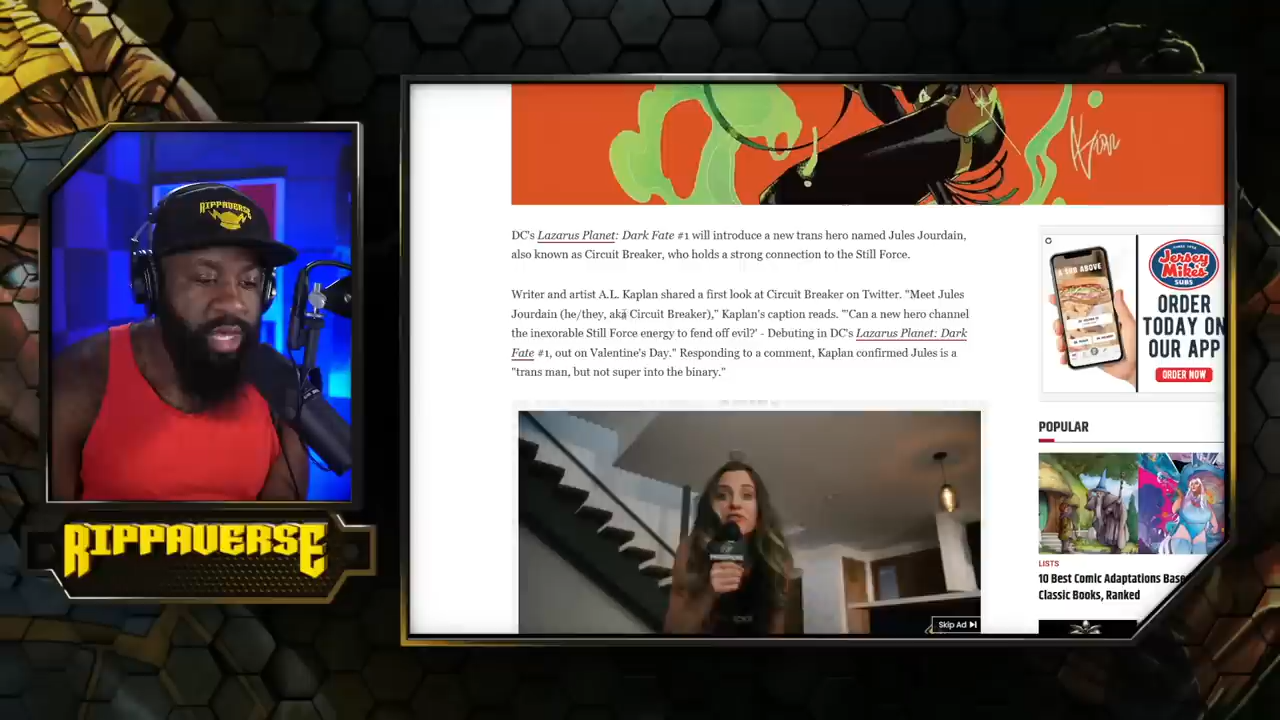 RIPPAVERSE
RIPPAVERSE
DC's Lazarus Planet: Dark Fate #1 will introduce a new trans hero named Jules Jourdain,
also known as Circuit Breaker, who holds a strong connection to the Still Force.
Writer and artist A.L. Kaplan shared a first look at Circuit Breaker on Twitter. "Meet Jules
Jourdain (he/they, aka Circuit Breaker)," Kaplan's caption reads. "'Can a new hero channel
the inexorable Still Force energy to fend off evil?' - Debuting in DC's Lazarus Planet: Dark
Fate #1, out on Valentine's Day." Responding to a comment, Kaplan confirmed Jules is a
"trans man, but not super into the binary."
Skip Ad
A SUB ABOVE
Jersey
Mike's
SUBS
ORDER
TODAY ON
OUR APP
ORDER NOW
POPULAR
LISTS
10 Best Comic Adaptations Base
Classic Books, Ranked